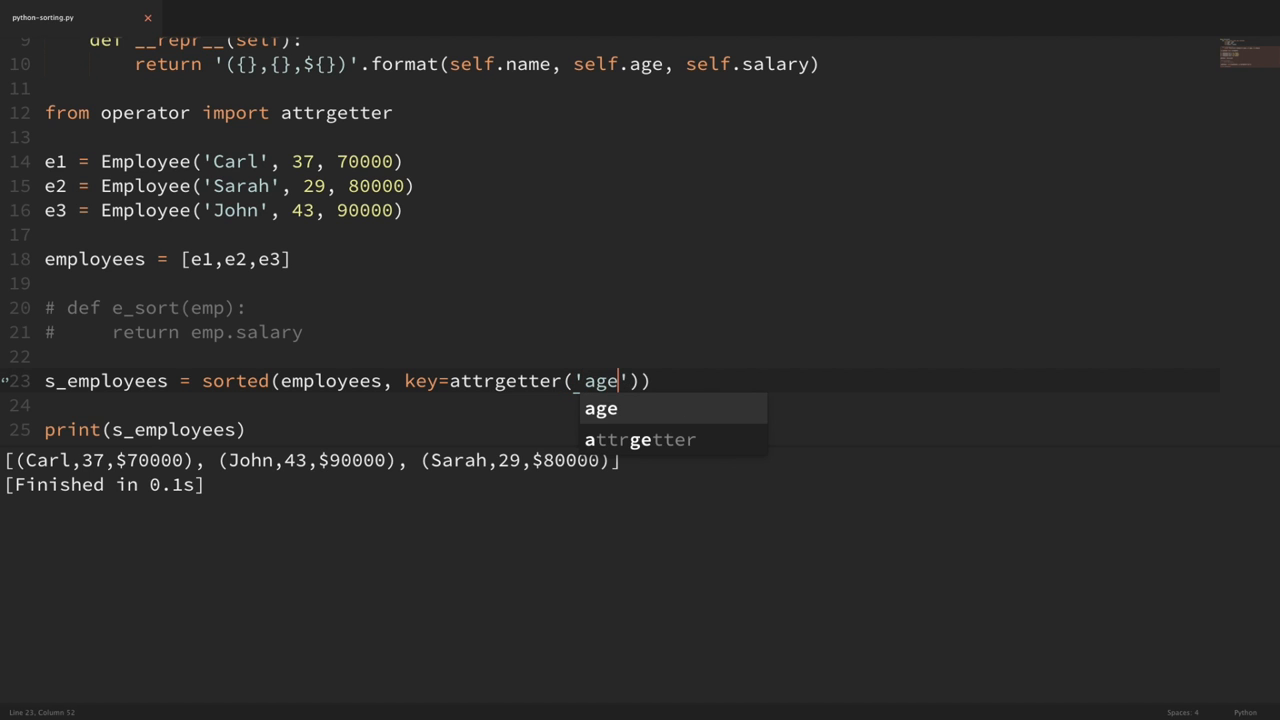 python-sorting.py ×
9     def __repr__(self):
10         return '({},{},${})'.format(self.name, self.age, self.salary)
11
12 from operator import attrgetter
13
14 e1 = Employee('Carl', 37, 70000)
15 e2 = Employee('Sarah', 29, 80000)
16 e3 = Employee('John', 43, 90000)
17
18 employees = [e1,e2,e3]
19
20 # def e_sort(emp):
21 #     return emp.salary
22
23 s_employees = sorted(employees, key=attrgetter('age'))
age
24
attrgetter
25 print(s_employees)
[(Carl,37,$70000), (John,43,$90000), (Sarah,29,$80000)]
[Finished in 0.1s]
Line 23, Column 52 Spaces: 4 Python